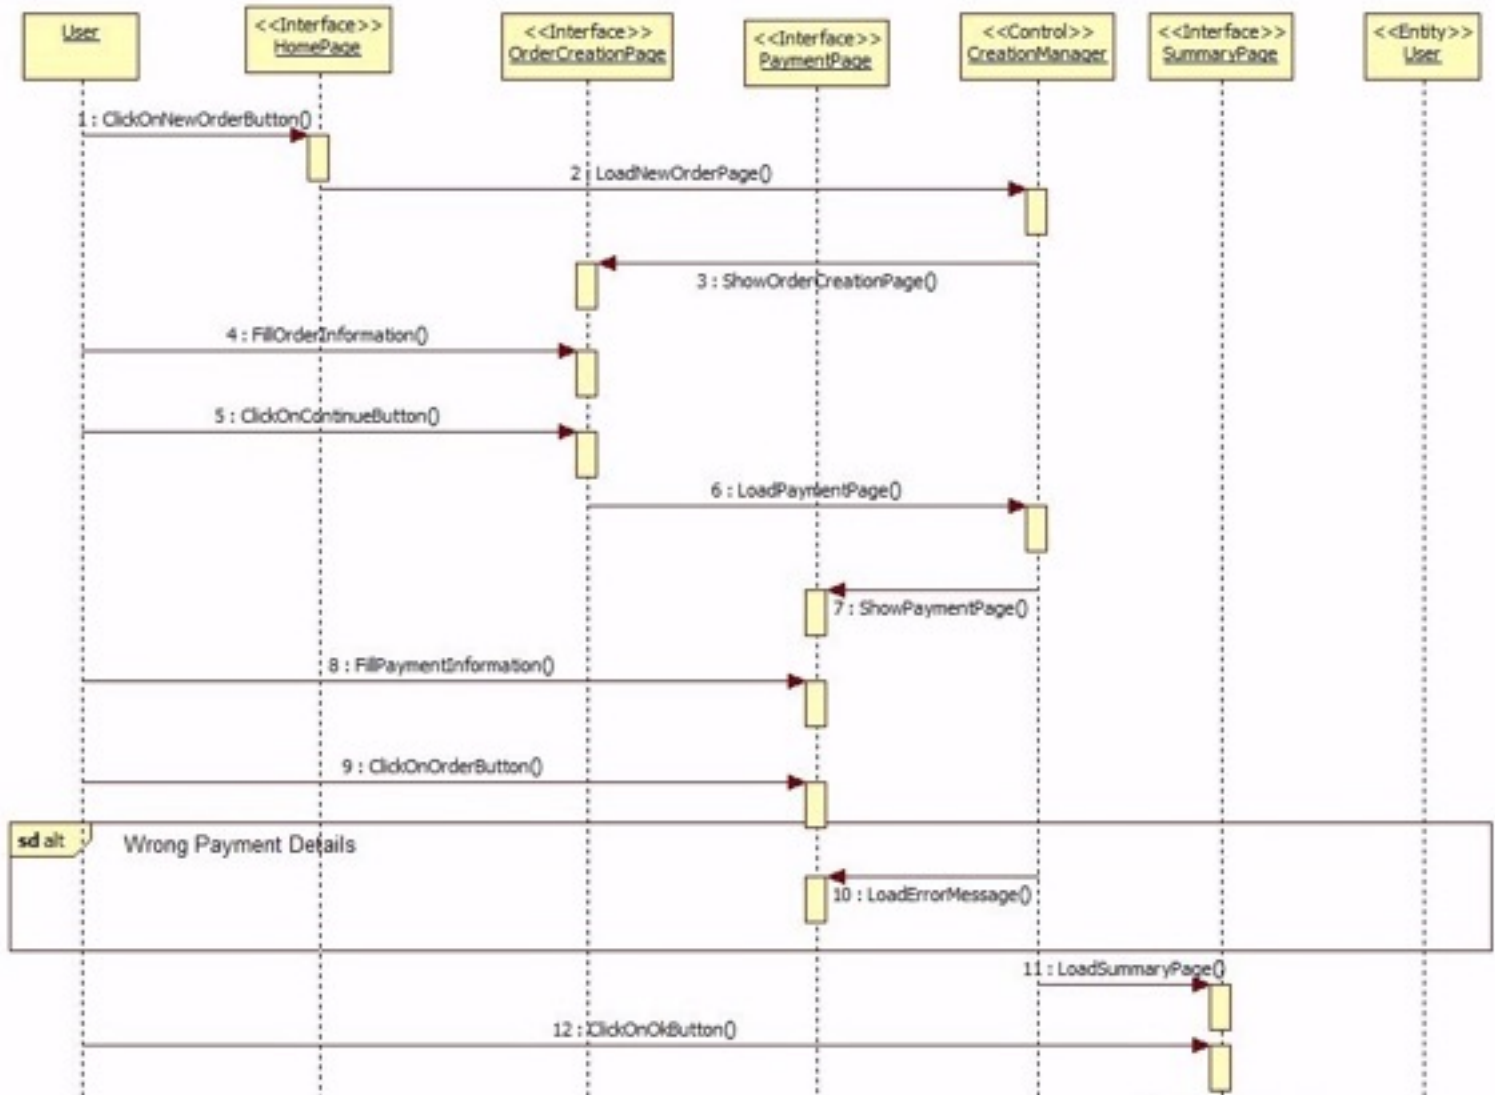 User
<<Interface>>
HomePage
<<Interface>>
OrderCreationPage
<<Interface>>
PaymentPage
<<Control>>
CreationManager
<<Interface>>
SummaryPage
<<Entity>>
User
1 : ClickOnNewOrderButton()
2 : LoadNewOrderPage()
3 : ShowOrderCreationPage()
4 : FillOrderInformation()
5 : ClickOnContinueButton()
6 : LoadPaymentPage()
7 : ShowPaymentPage()
8 : FillPaymentInformation()
9 : ClickOnOrderButton()
sd alt
Wrong Payment Details
10 : LoadErrorMessage()
11 : LoadSummaryPage()
12 : ClickOnOkButton()